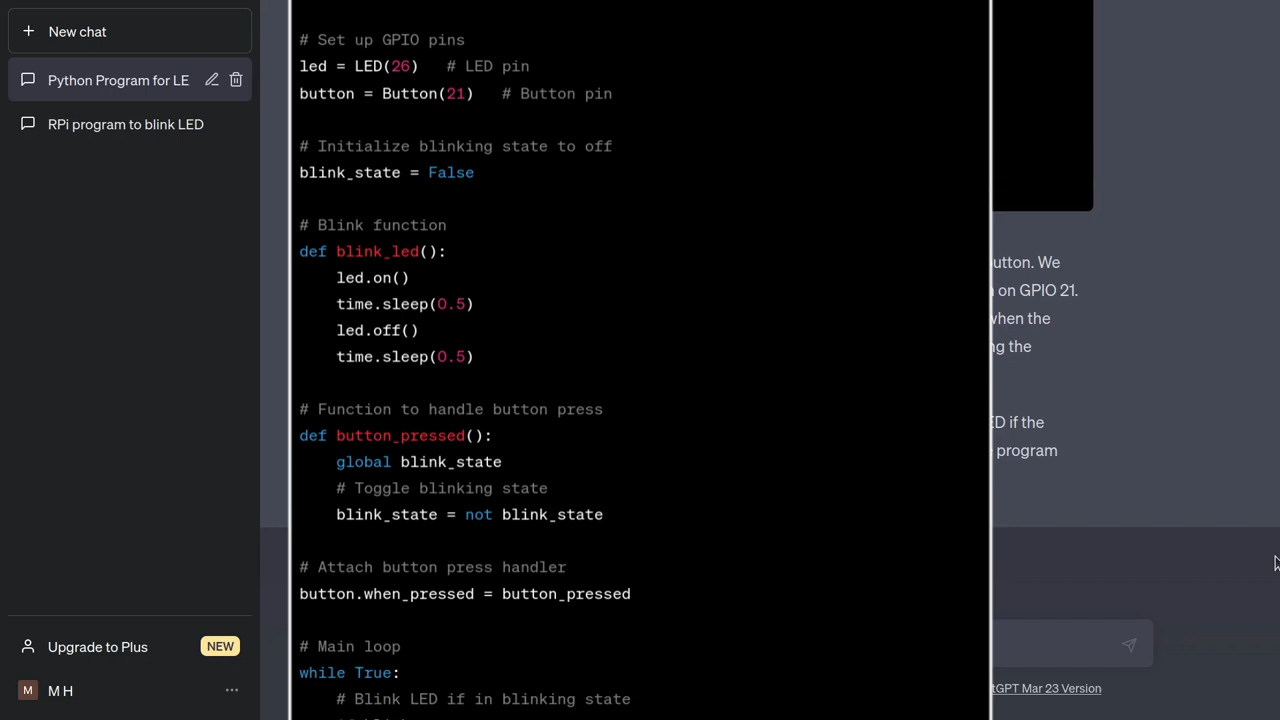 New chat
Python Program for LE
RPi program to blink LED
Upgrade to Plus
NEW
M
M H
# Set up GPIO pins
led = LED(26)   # LED pin
button = Button(21)   # Button pin
# Initialize blinking state to off
blink_state = False
# Blink function
def blink_led():
    led.on()
    time.sleep(0.5)
    led.off()
    time.sleep(0.5)
# Function to handle button press
def button_pressed():
    global blink_state
    # Toggle blinking state
    blink_state = not blink_state
# Attach button press handler
button.when_pressed = button_pressed
# Main loop
while True:
    # Blink LED if in blinking state
utton. We
on GPIO 21.
when the
ng the
ED if the
program
tGPT Mar 23 Version